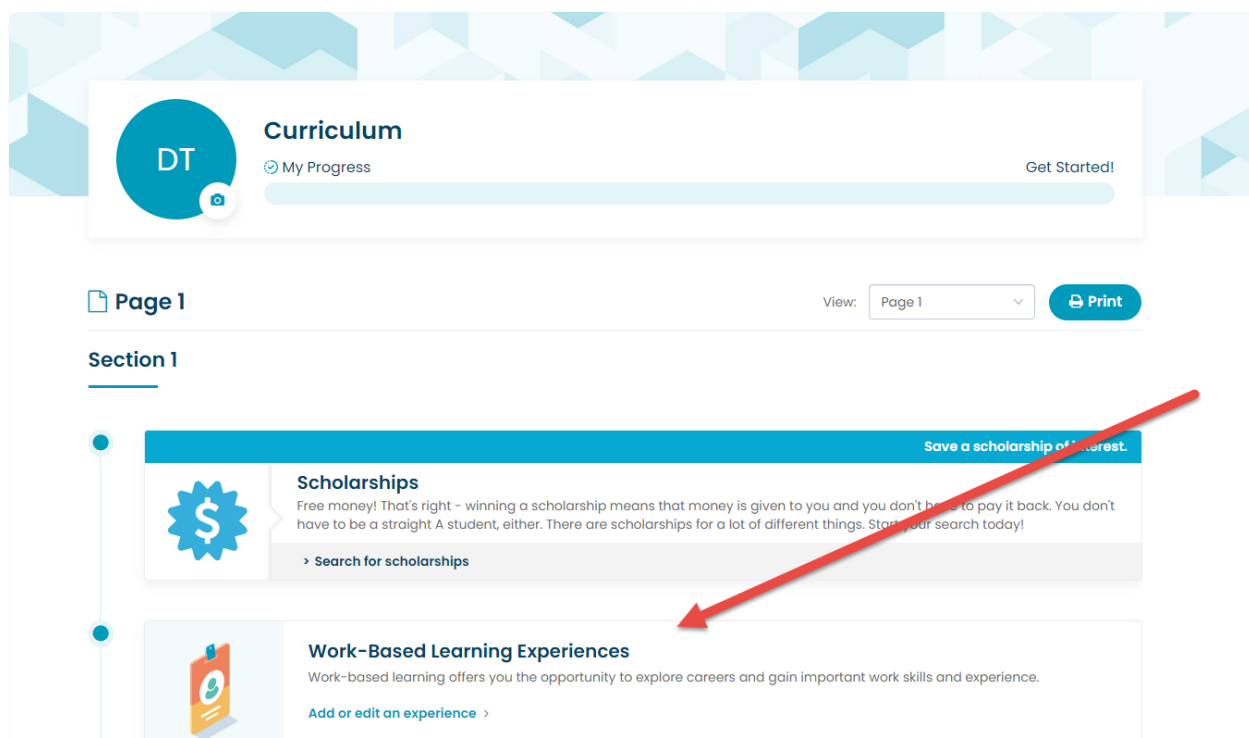 DT
Curriculum
My Progress
Get Started!
Page 1
View:
Page 1
Print
Section 1
Save a scholarship of interest.
Scholarships
Free money! That's right - winning a scholarship means that money is given to you and you don't have to pay it back. You don't
have to be a straight A student, either. There are scholarships for a lot of different things. Start your search today!
> Search for scholarships
$
Work-Based Learning Experiences
Work-based learning offers you the opportunity to explore careers and gain important work skills and experience.
Add or edit an experience >